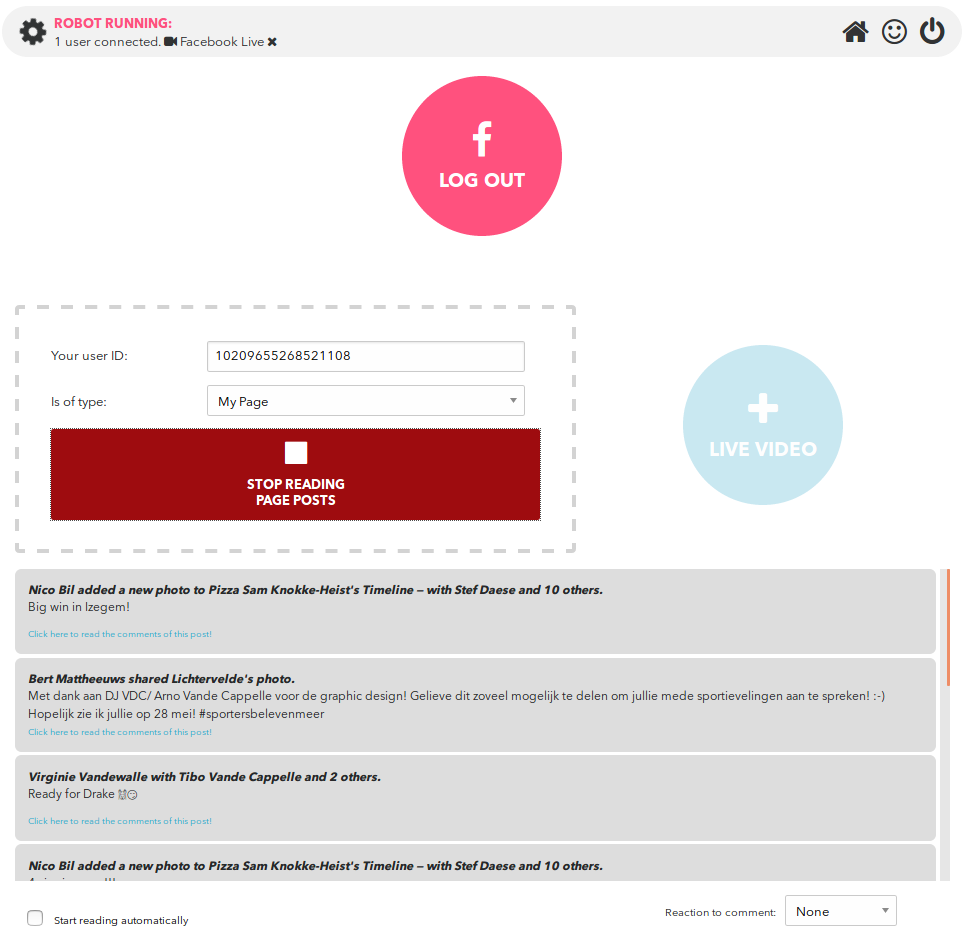 ROBOT RUNNING:
1 user connected. Facebook Live
LOG OUT
Your user ID:
10209655268521108
Is of type:
My Page
STOP READING
PAGE POSTS
LIVE VIDEO
Nico Bil added a new photo to Pizza Sam Knokke-Heist's Timeline — with Stef Daese and 10 others.
Big win in Izegem!
Click here to read the comments of this post!
Bert Mattheeuws shared Lichtervelde's photo.
Met dank aan DJ VDC/ Arno Vande Cappelle voor de graphic design! Gelieve dit zoveel mogelijk te delen om jullie mede sportievelingen aan te spreken! :-)
Hopelijk zie ik jullie op 28 mei! #sportersbelevenmeer
Click here to read the comments of this post!
Virginie Vandewalle with Tibo Vande Cappelle and 2 others.
Ready for Drake
Click here to read the comments of this post!
Nico Bil added a new photo to Pizza Sam Knokke-Heist's Timeline — with Stef Daese and 10 others.
Start reading automatically
Reaction to comment:
None